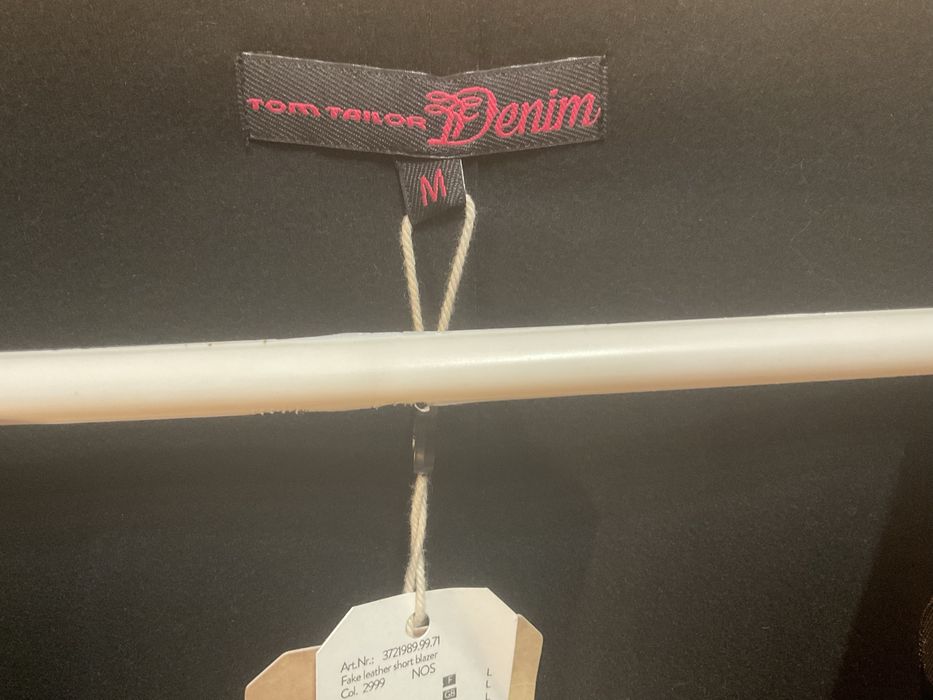 TOM TAILOR Denim
M
Art.Nr.: 3721989.99.71
Fake leather short blazer
Col. 2999 NOS
F L
GB L
L